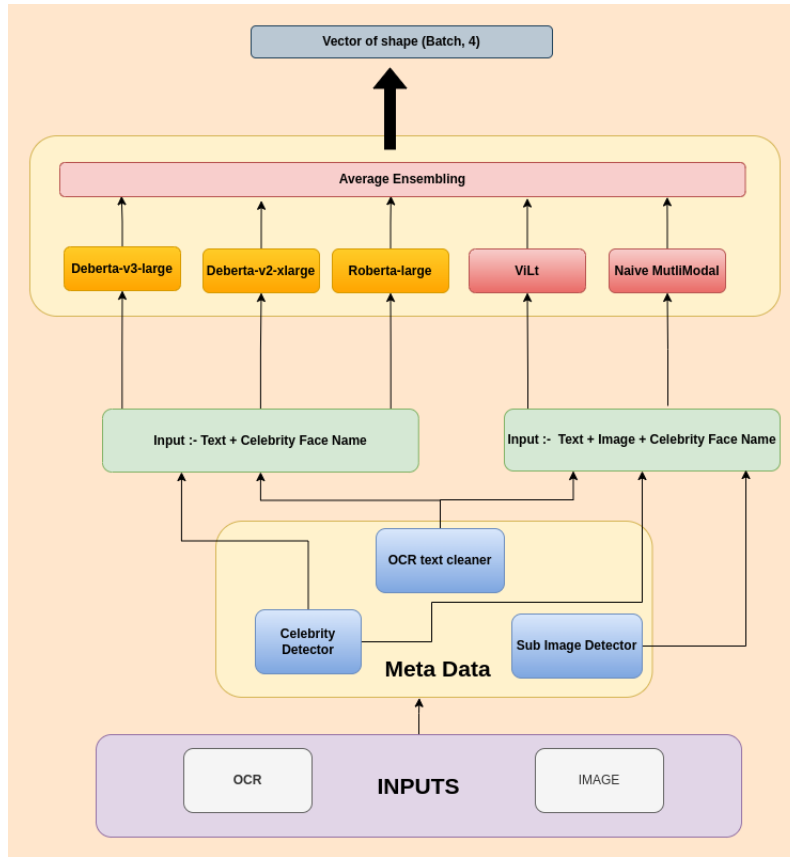 Vector of shape (Batch, 4)
Average Ensembling
Deberta-v3-large
Deberta-v2-xlarge
Roberta-large
ViLt
Naive MutliModal
Input :- Text + Celebrity Face Name
Input :- Text + Image + Celebrity Face Name
OCR text cleaner
Celebrity
Detector
Sub Image Detector
Meta Data
OCR
INPUTS
IMAGE